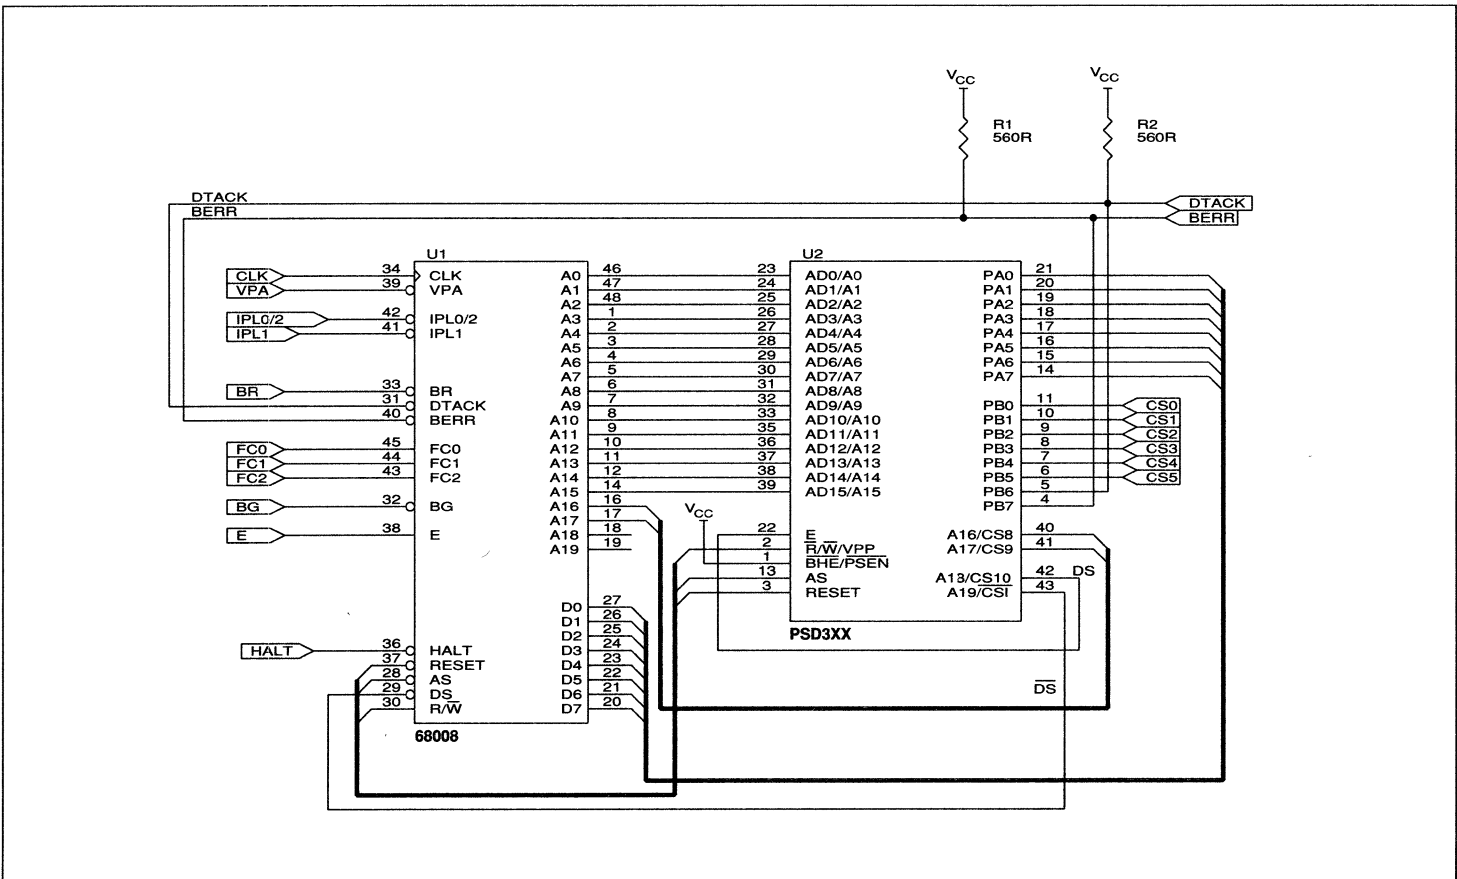 VCC
VCC
R1
560R
R2
560R
DTACK
BERR
DTACK
BERR
U1
CLK
VPA
IPL0/2
IPL1
BR
FC0
FC1
FC2
BG
E
HALT
34 CLK
39 VPA
42 IPL0/2
41 IPL1
33 BR
31 DTACK
40 BERR
45 FC0
44 FC1
43 FC2
32 BG
38 E
36 HALT
37 RESET
28 AS
29 DS
30 R/W̅
A0 46
A1 47
A2 48
A3 1
A4 2
A5 3
A6 4
A7 5
A8 6
A9 7
A10 8
A11 9
A12 10
A13 11
A14 12
A15 14
A16 16
A17 17
A18 18
A19 19
D0 27
D1 26
D2 25
D3 24
D4 23
D5 22
D6 21
D7 20
68008
U2
23 AD0/A0
24 AD1/A1
25 AD2/A2
26 AD3/A3
27 AD4/A4
28 AD5/A5
29 AD6/A6
30 AD7/A7
31 AD8/A8
32 AD9/A9
33 AD10/A10
35 AD11/A11
36 AD12/A12
37 AD13/A13
38 AD14/A14
39 AD15/A15
VCC
22 E
2 R̅/W̅/VPP
1 B̅H̅E̅/P̅S̅E̅N̅
13 AS
3 RESET
PA0 21
PA1 20
PA2 19
PA3 18
PA4 17
PA5 16
PA6 15
PA7 14
PB0 11 CS0
PB1 10 CS1
PB2 9 CS2
PB3 8 CS3
PB4 7 CS4
PB5 6 CS5
PB6 5
PB7 4
A16/CS8 40
A17/CS9 41
A18/CS10 42 DS
A19/C̅S̅I̅ 43
PSD3XX
D̅S̅